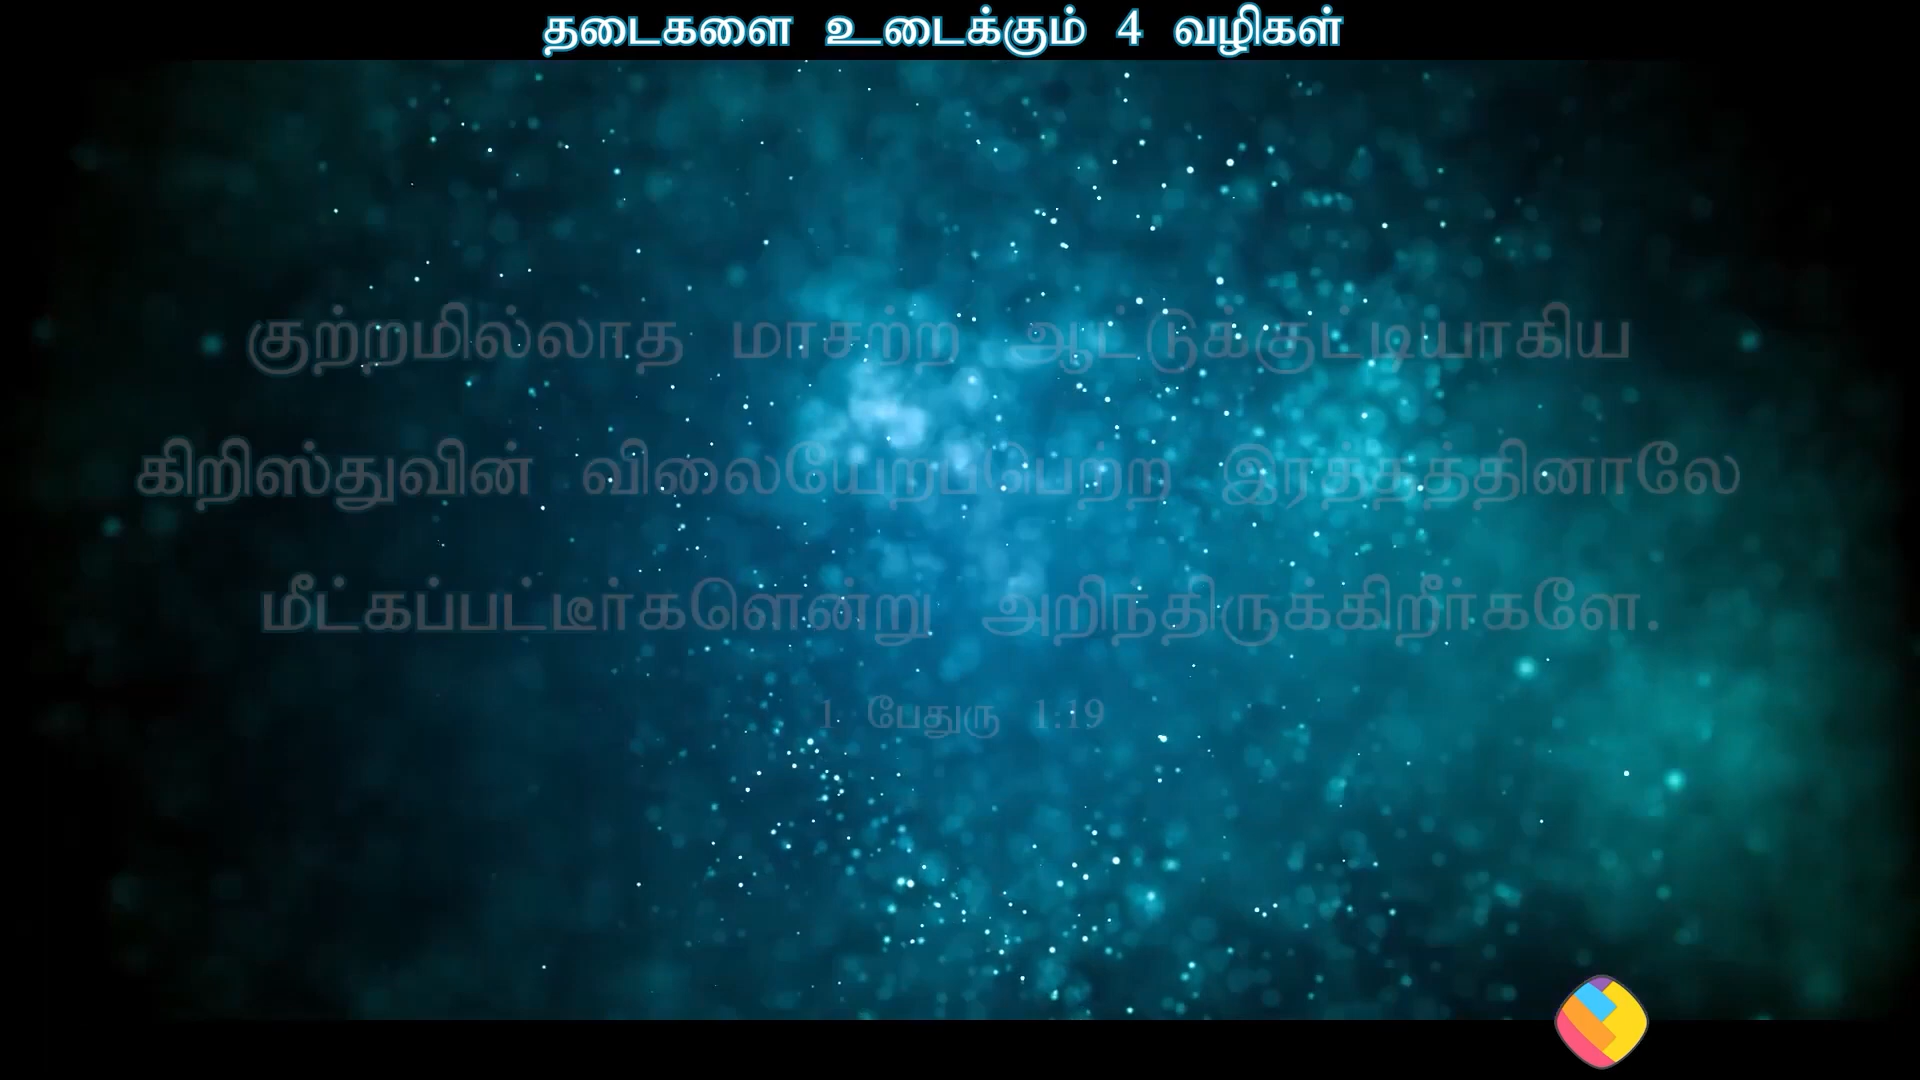 தடைகளை உடைக்கும் 4 வழிகள்
குற்றமில்லாத மாசற்ற ஆட்டுக்குட்டியாகிய
கிறிஸ்துவின் விலையேறப்பெற்ற இரத்தத்தினாலே
மீட்கப்பட்டீர்களென்று அறிந்திருக்கிறீர்களே.
1 பேதுரு 1:19